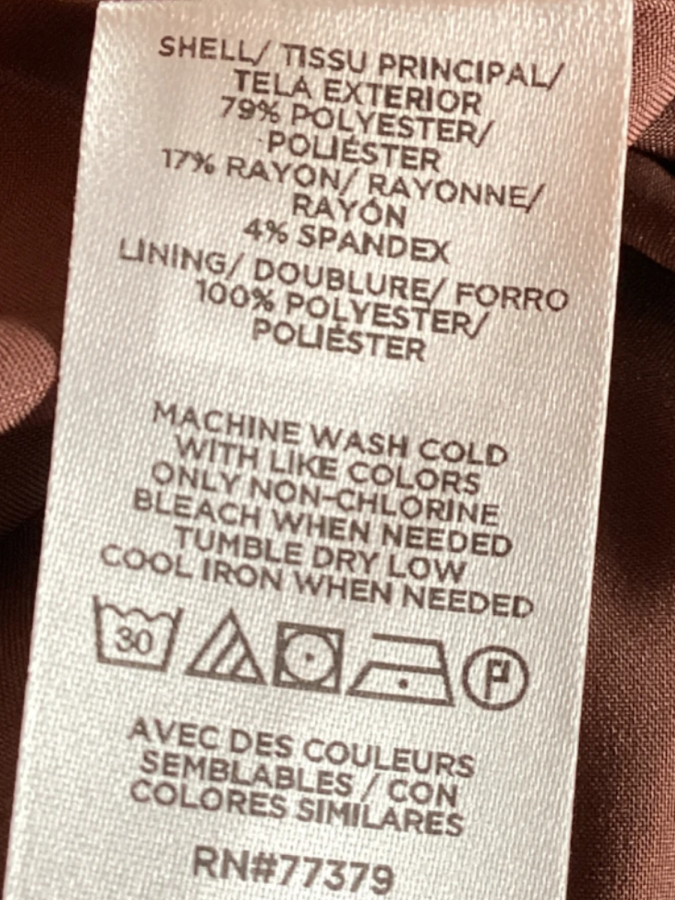 SHELL/ TISSU PRINCIPAL/
TELA EXTERIOR
79% POLYESTER/
POLIÉSTER
17% RAYON/ RAYONNE/
RAYÓN
4% SPANDEX
LINING/ DOUBLURE/ FORRO
100% POLYESTER/
POLIÉSTER
MACHINE WASH COLD
WITH LIKE COLORS
ONLY NON-CHLORINE
BLEACH WHEN NEEDED
TUMBLE DRY LOW
COOL IRON WHEN NEEDED
30 P
AVEC DES COULEURS
SEMBLABLES / CON
COLORES SIMILARES
RN#77379